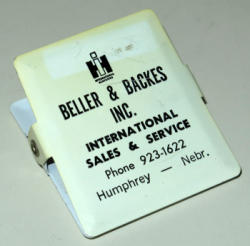 BELLER & BACKES
INC.
INTERNATIONAL
SALES & SERVICE
Phone 923-1622
Humphrey — Nebr.